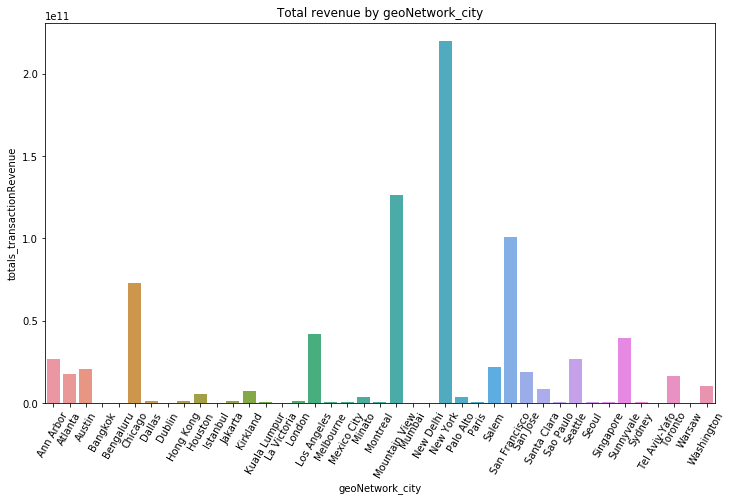 Total revenue by geoNetwork_city
1e11
2.0
1.5
1.0
0.5
0.0
totals_transactionRevenue
Ann Arbor
Atlanta
Austin
Bangkok
Bengaluru
Chicago
Dallas
Dublin
Hong Kong
Houston
Istanbul
Jakarta
Kirkland
Kuala Lumpur
La Victoria
London
Los Angeles
Melbourne
Mexico City
Minato
Montreal
Mountain View
Mumbai
New Delhi
New York
Palo Alto
Paris
Salem
San Francisco
San Jose
Santa Clara
Sao Paulo
Seattle
Seoul
Singapore
Sunnyvale
Sydney
Tel Aviv-Yafo
Toronto
Warsaw
Washington
geoNetwork_city